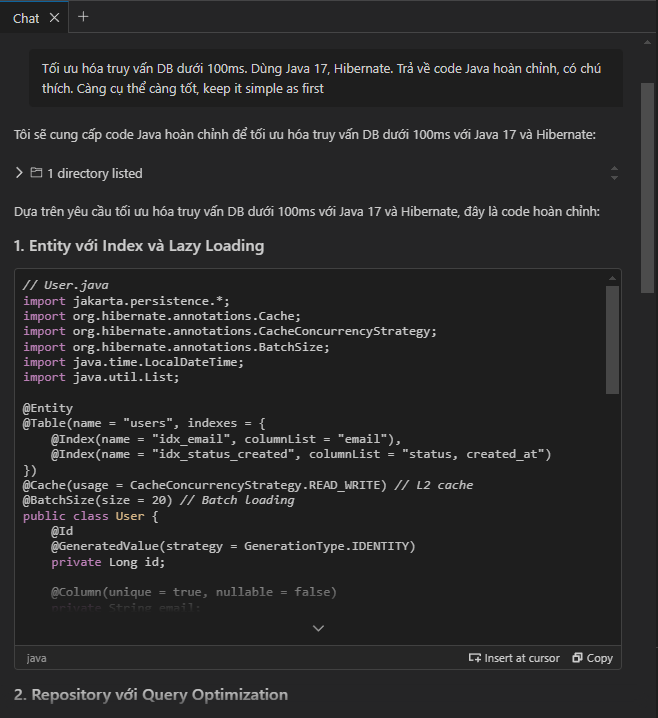 Chat
Tối ưu hóa truy vấn DB dưới 100ms. Dùng Java 17, Hibernate. Trả về code Java hoàn chỉnh, có chú
thích. Càng cụ thể càng tốt, keep it simple as first
Tôi sẽ cung cấp code Java hoàn chỉnh để tối ưu hóa truy vấn DB dưới 100ms với Java 17 và Hibernate:
1 directory listed
Dựa trên yêu cầu tối ưu hóa truy vấn DB dưới 100ms với Java 17 và Hibernate, đây là code hoàn chỉnh:
1. Entity với Index và Lazy Loading
// User.java
import jakarta.persistence.*;
import org.hibernate.annotations.Cache;
import org.hibernate.annotations.CacheConcurrencyStrategy;
import org.hibernate.annotations.BatchSize;
import java.time.LocalDateTime;
import java.util.List;
@Entity
@Table(name = "users", indexes = {
    @Index(name = "idx_email", columnList = "email"),
    @Index(name = "idx_status_created", columnList = "status, created_at")
})
@Cache(usage = CacheConcurrencyStrategy.READ_WRITE) // L2 cache
@BatchSize(size = 20) // Batch loading
public class User {
    @Id
    @GeneratedValue(strategy = GenerationType.IDENTITY)
    private Long id;
    @Column(unique = true, nullable = false)
    private String email;
java Insert at cursor Copy
2. Repository với Query Optimization